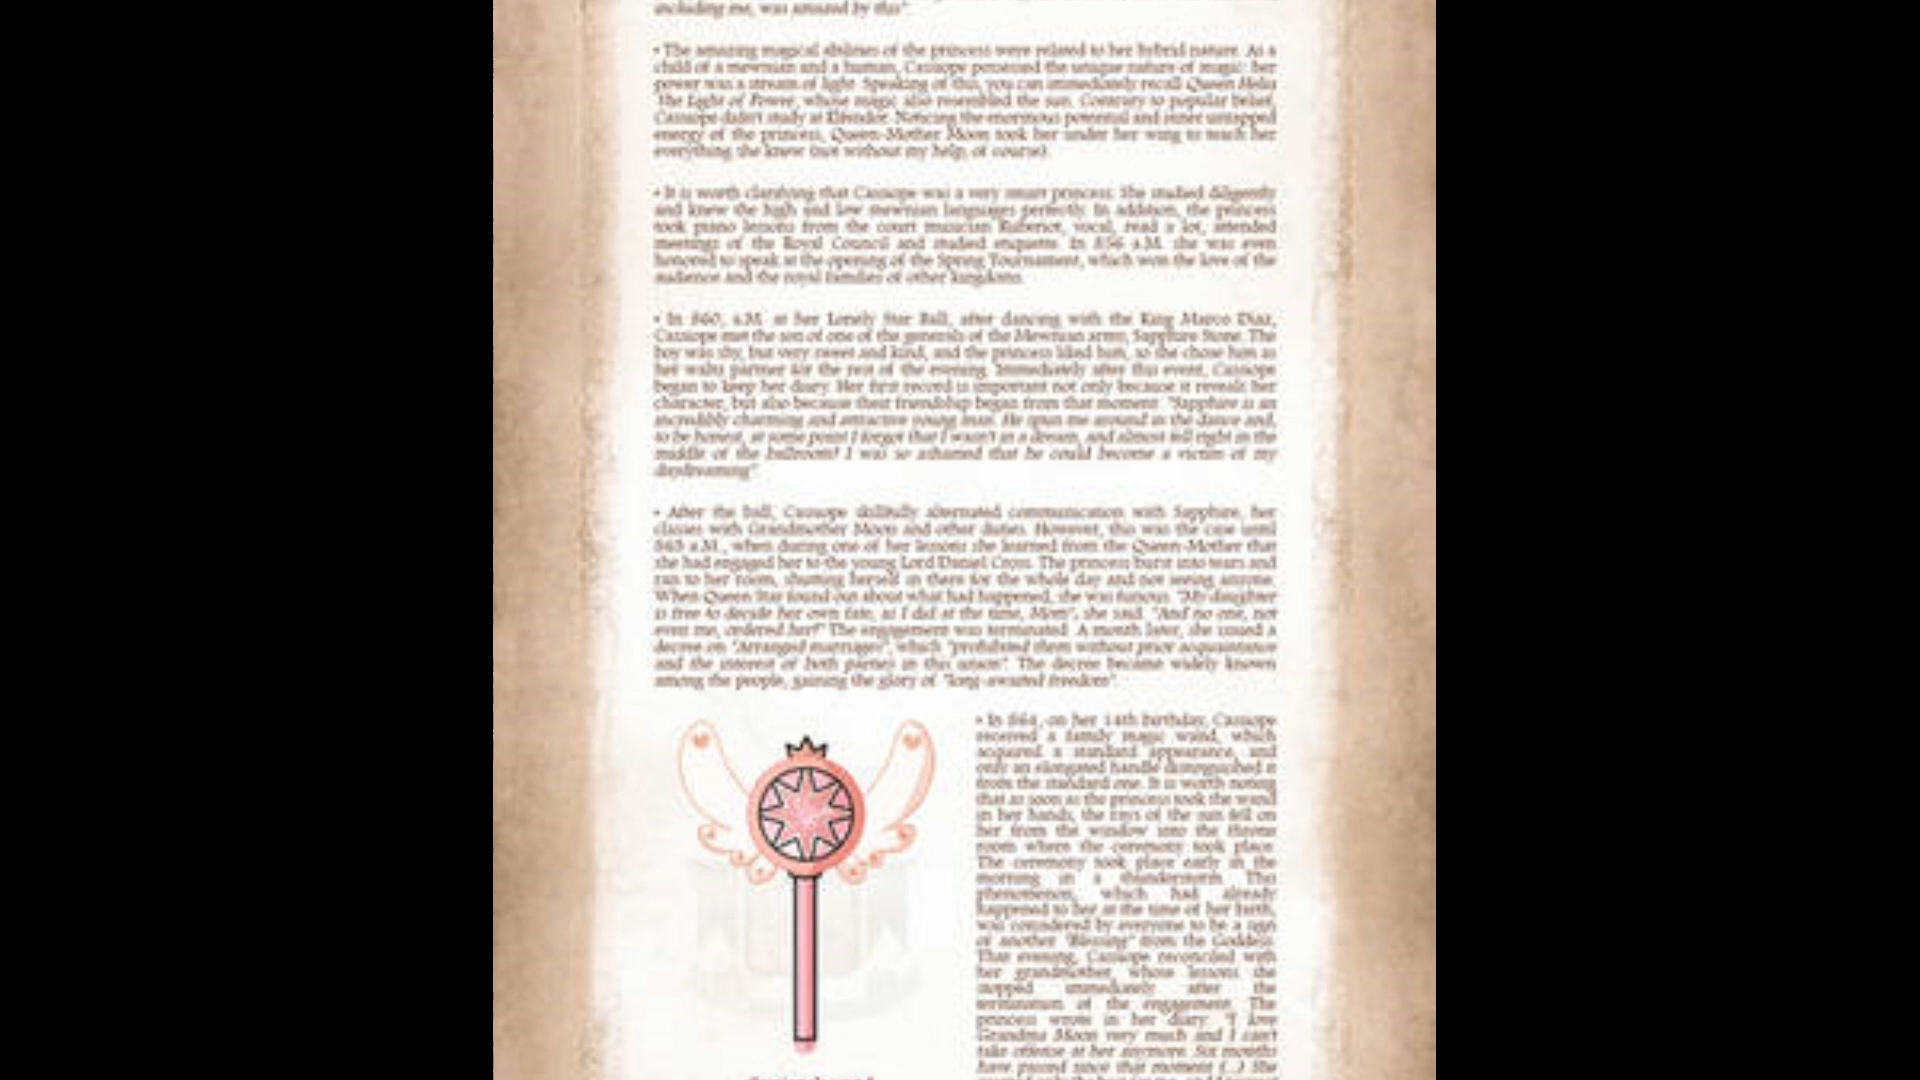 including me, was amazed by this"
• The amazing magical abilities of the princess were related to her hybrid nature. As a
child of a mewman and a human, Cassiope possessed the unique nature of magic: her
power was a stream of light. Speaking of this, you can immediately recall Queen Helia
The Light of Power, whose magic also resembled the sun. Contrary to popular belief,
Cassiope didn't study at Noticing the enormous potential and inner untapped
energy of the princess, Queen-Mother Moon took her under her wing to teach her
everything she knew (not without my help, of course).
• It is worth clarifying that Cassiope was a very smart princess. She studied diligently
and knew the high and low mewman languages perfectly. In addition, the princess
took piano lessons from the court musician Ruberiot, vocal, read a lot, attended
meetings of the Royal Council and studied etiquette. In 856 a.M. she was even
honored to speak at the opening of the Spring Tournament, which won the love of the
audience and the royal families of other kingdoms.
• In 860, a.M. at her Lonely Star Ball, after dancing with the King Marco Diaz,
Cassiope met the son of one of the generals of the Mewman army, Sapphire Stone. The
boy was shy, but very sweet and kind, and the princess liked him, so she chose him as
her waltz partner for the rest of the evening. Immediately after this event, Cassiope
began to keep her diary. Her first record is important not only because it reveals her
character, but also because their friendship began from that moment: "Sapphire is an
incredibly charming and attractive young man. He spun me around in the dance and,
to be honest, at some point I forgot that I wasn't in a dream, and almost fell right in the
middle of the ballroom! I was so ashamed that he could become a victim of my
daydreaming"
• After the ball, Cassiope skillfully alternated communication with Sapphire, her
classes with Grandmother Moon and other duties. However, this was the case until
863 a.M., when during one of her lessons she learned from the Queen-Mother that
she had engaged her to the young Lord Daniel Cross. The princess burst into tears and
ran to her room, shutting herself in there for the whole day and not seeing anyone.
When Queen Star found out about what had happened, she was furious. "My daughter
is free to decide her own fate, as I did at the time, Mom", she said. "And no one, not
even me, ordered her!" The engagement was terminated. A month later, she issued a
decree on "Arranged marriages", which "prohibited them without prior acquaintance
and the interest of both parties in this union". The decree became widely known
among the people, gaining the glory of "long-awaited freedom".
• In 864, on her 14th birthday, Cassiope
received a family magic wand, which
acquired a standard appearance, and
only an elongated handle distinguished it
from the standard one. It is worth noting
that as soon as the princess took the wand
in her hands, the rays of the sun fell on
her from the window into the throne
room where the ceremony took place.
The ceremony took place early in the
morning in a thunderstorm. This
phenomenon, which had already
happened to her at the time of her birth,
was considered by everyone to be a sign
of another "Blessing" from the Goddess.
That evening, Cassiope reconciled with
her grandmother, whose lessons she
stopped immediately after the
termination of the engagement. The
princess wrote in her diary: "I love
Grandma Moon very much and I can't
take offense at her anymore. Six months
have passed since that moment (...) She